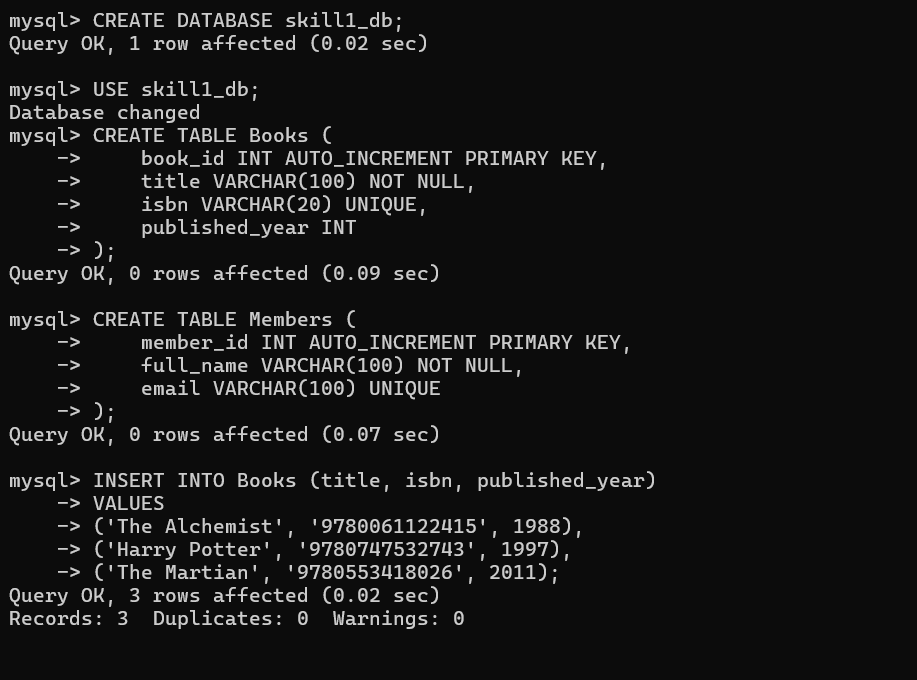 mysql> CREATE DATABASE skill1_db;
Query OK, 1 row affected (0.02 sec)

mysql> USE skill1_db;
Database changed
mysql> CREATE TABLE Books (
    ->     book_id INT AUTO_INCREMENT PRIMARY KEY,
    ->     title VARCHAR(100) NOT NULL,
    ->     isbn VARCHAR(20) UNIQUE,
    ->     published_year INT
    -> );
Query OK, 0 rows affected (0.09 sec)

mysql> CREATE TABLE Members (
    ->     member_id INT AUTO_INCREMENT PRIMARY KEY,
    ->     full_name VARCHAR(100) NOT NULL,
    ->     email VARCHAR(100) UNIQUE
    -> );
Query OK, 0 rows affected (0.07 sec)

mysql> INSERT INTO Books (title, isbn, published_year)
    -> VALUES
    -> ('The Alchemist', '9780061122415', 1988),
    -> ('Harry Potter', '9780747532743', 1997),
    -> ('The Martian', '9780553418026', 2011);
Query OK, 3 rows affected (0.02 sec)
Records: 3  Duplicates: 0  Warnings: 0